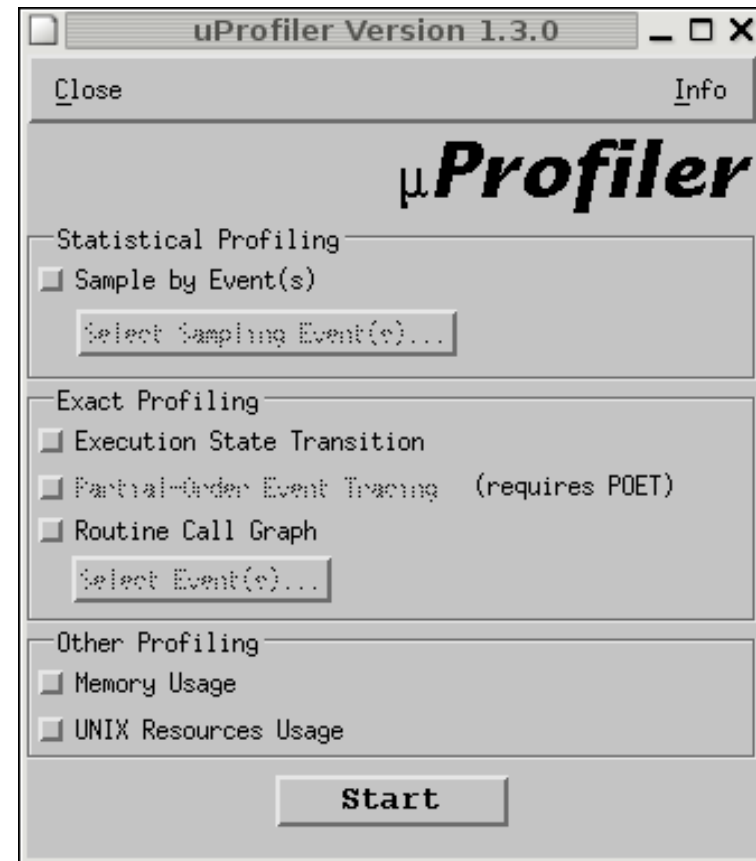 uProfiler Version 1.3.0
Close Info
µProfiler
Statistical Profiling
Sample by Event(s)
Select Sampling Event(s)...
Exact Profiling
Execution State Transition
Partial-Order Event Tracing (requires POET)
Routine Call Graph
Select Event(s)...
Other Profiling
Memory Usage
UNIX Resources Usage
Start